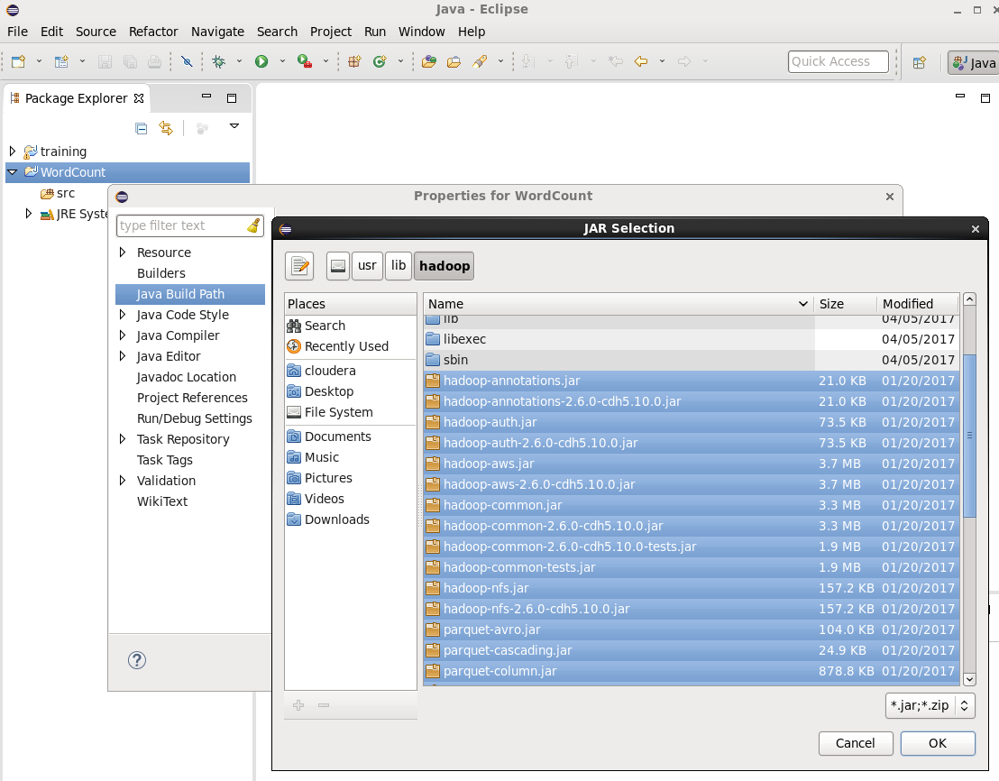 Java - Eclipse
File Edit Source Refactor Navigate Search Project Run Window Help
Quick Access
Java
Package Explorer
training
WordCount
src
JRE Syste
Properties for WordCount
type filter text
Resource
Builders
Java Build Path
Java Code Style
Java Compiler
Java Editor
Javadoc Location
Project References
Run/Debug Settings
Task Repository
Task Tags
Validation
WikiText
JAR Selection
usr lib hadoop
Places
Search
Recently Used
cloudera
Desktop
File System
Documents
Music
Pictures
Videos
Downloads
Name Size Modified
lib 04/05/2017
libexec 04/05/2017
sbin 04/05/2017
hadoop-annotations.jar 21.0 KB 01/20/2017
hadoop-annotations-2.6.0-cdh5.10.0.jar 21.0 KB 01/20/2017
hadoop-auth.jar 73.5 KB 01/20/2017
hadoop-auth-2.6.0-cdh5.10.0.jar 73.5 KB 01/20/2017
hadoop-aws.jar 3.7 MB 01/20/2017
hadoop-aws-2.6.0-cdh5.10.0.jar 3.7 MB 01/20/2017
hadoop-common.jar 3.3 MB 01/20/2017
hadoop-common-2.6.0-cdh5.10.0.jar 3.3 MB 01/20/2017
hadoop-common-2.6.0-cdh5.10.0-tests.jar 1.9 MB 01/20/2017
hadoop-common-tests.jar 1.9 MB 01/20/2017
hadoop-nfs.jar 157.2 KB 01/20/2017
hadoop-nfs-2.6.0-cdh5.10.0.jar 157.2 KB 01/20/2017
parquet-avro.jar 104.0 KB 01/20/2017
parquet-cascading.jar 24.9 KB 01/20/2017
parquet-column.jar 878.8 KB 01/20/2017
*.jar;*.zip
Cancel OK